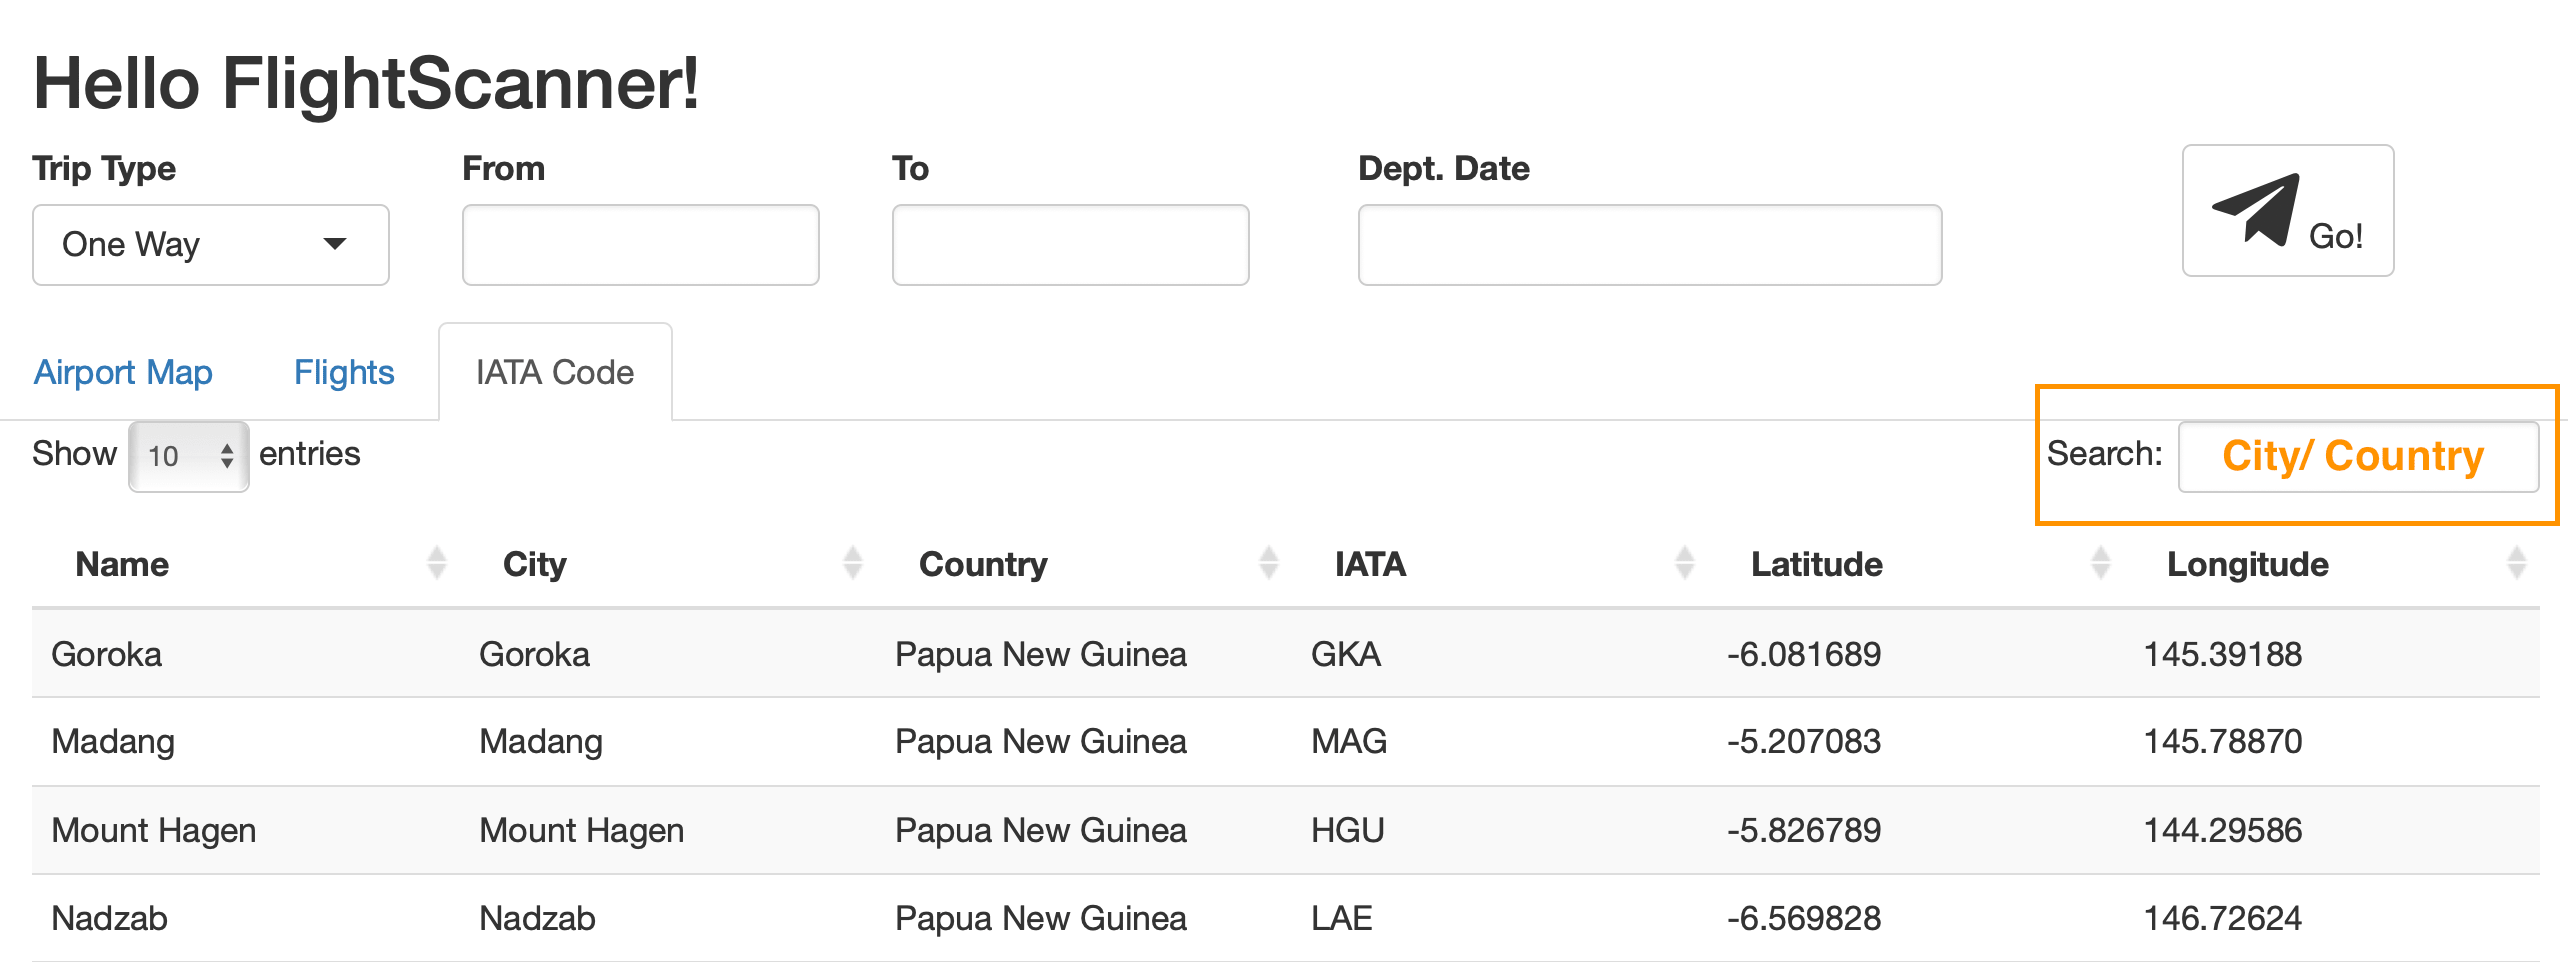 Hello FlightScanner!
Trip Type From To Dept. Date
One Way Go!
Airport Map Flights IATA Code
Show 10 entries Search: City/ Country
Name City Country IATA Latitude Longitude
Goroka Goroka Papua New Guinea GKA -6.081689 145.39188
Madang Madang Papua New Guinea MAG -5.207083 145.78870
Mount Hagen Mount Hagen Papua New Guinea HGU -5.826789 144.29586
Nadzab Nadzab Papua New Guinea LAE -6.569828 146.72624